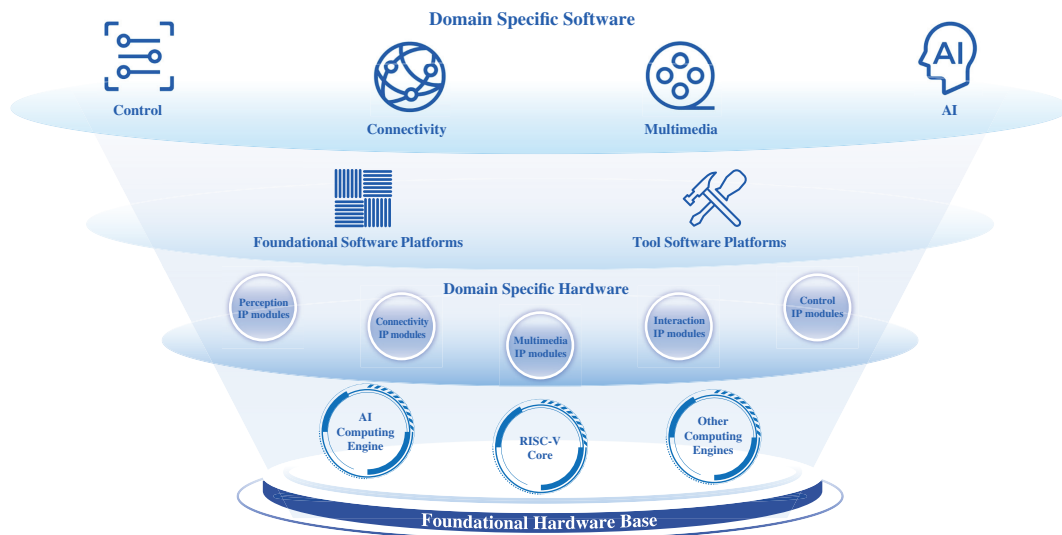 Domain Specific Software
AI
Control
Connectivity
Multimedia
AI
Foundational Software Platforms
Tool Software Platforms
Domain Specific Hardware
Perception
IP modules
Connectivity
IP modules
Multimedia
IP modules
Interaction
IP modules
Control
IP modules
AI
Computing
Engine
RISC-V
Core
Other
Computing
Engines
Foundational Hardware Base